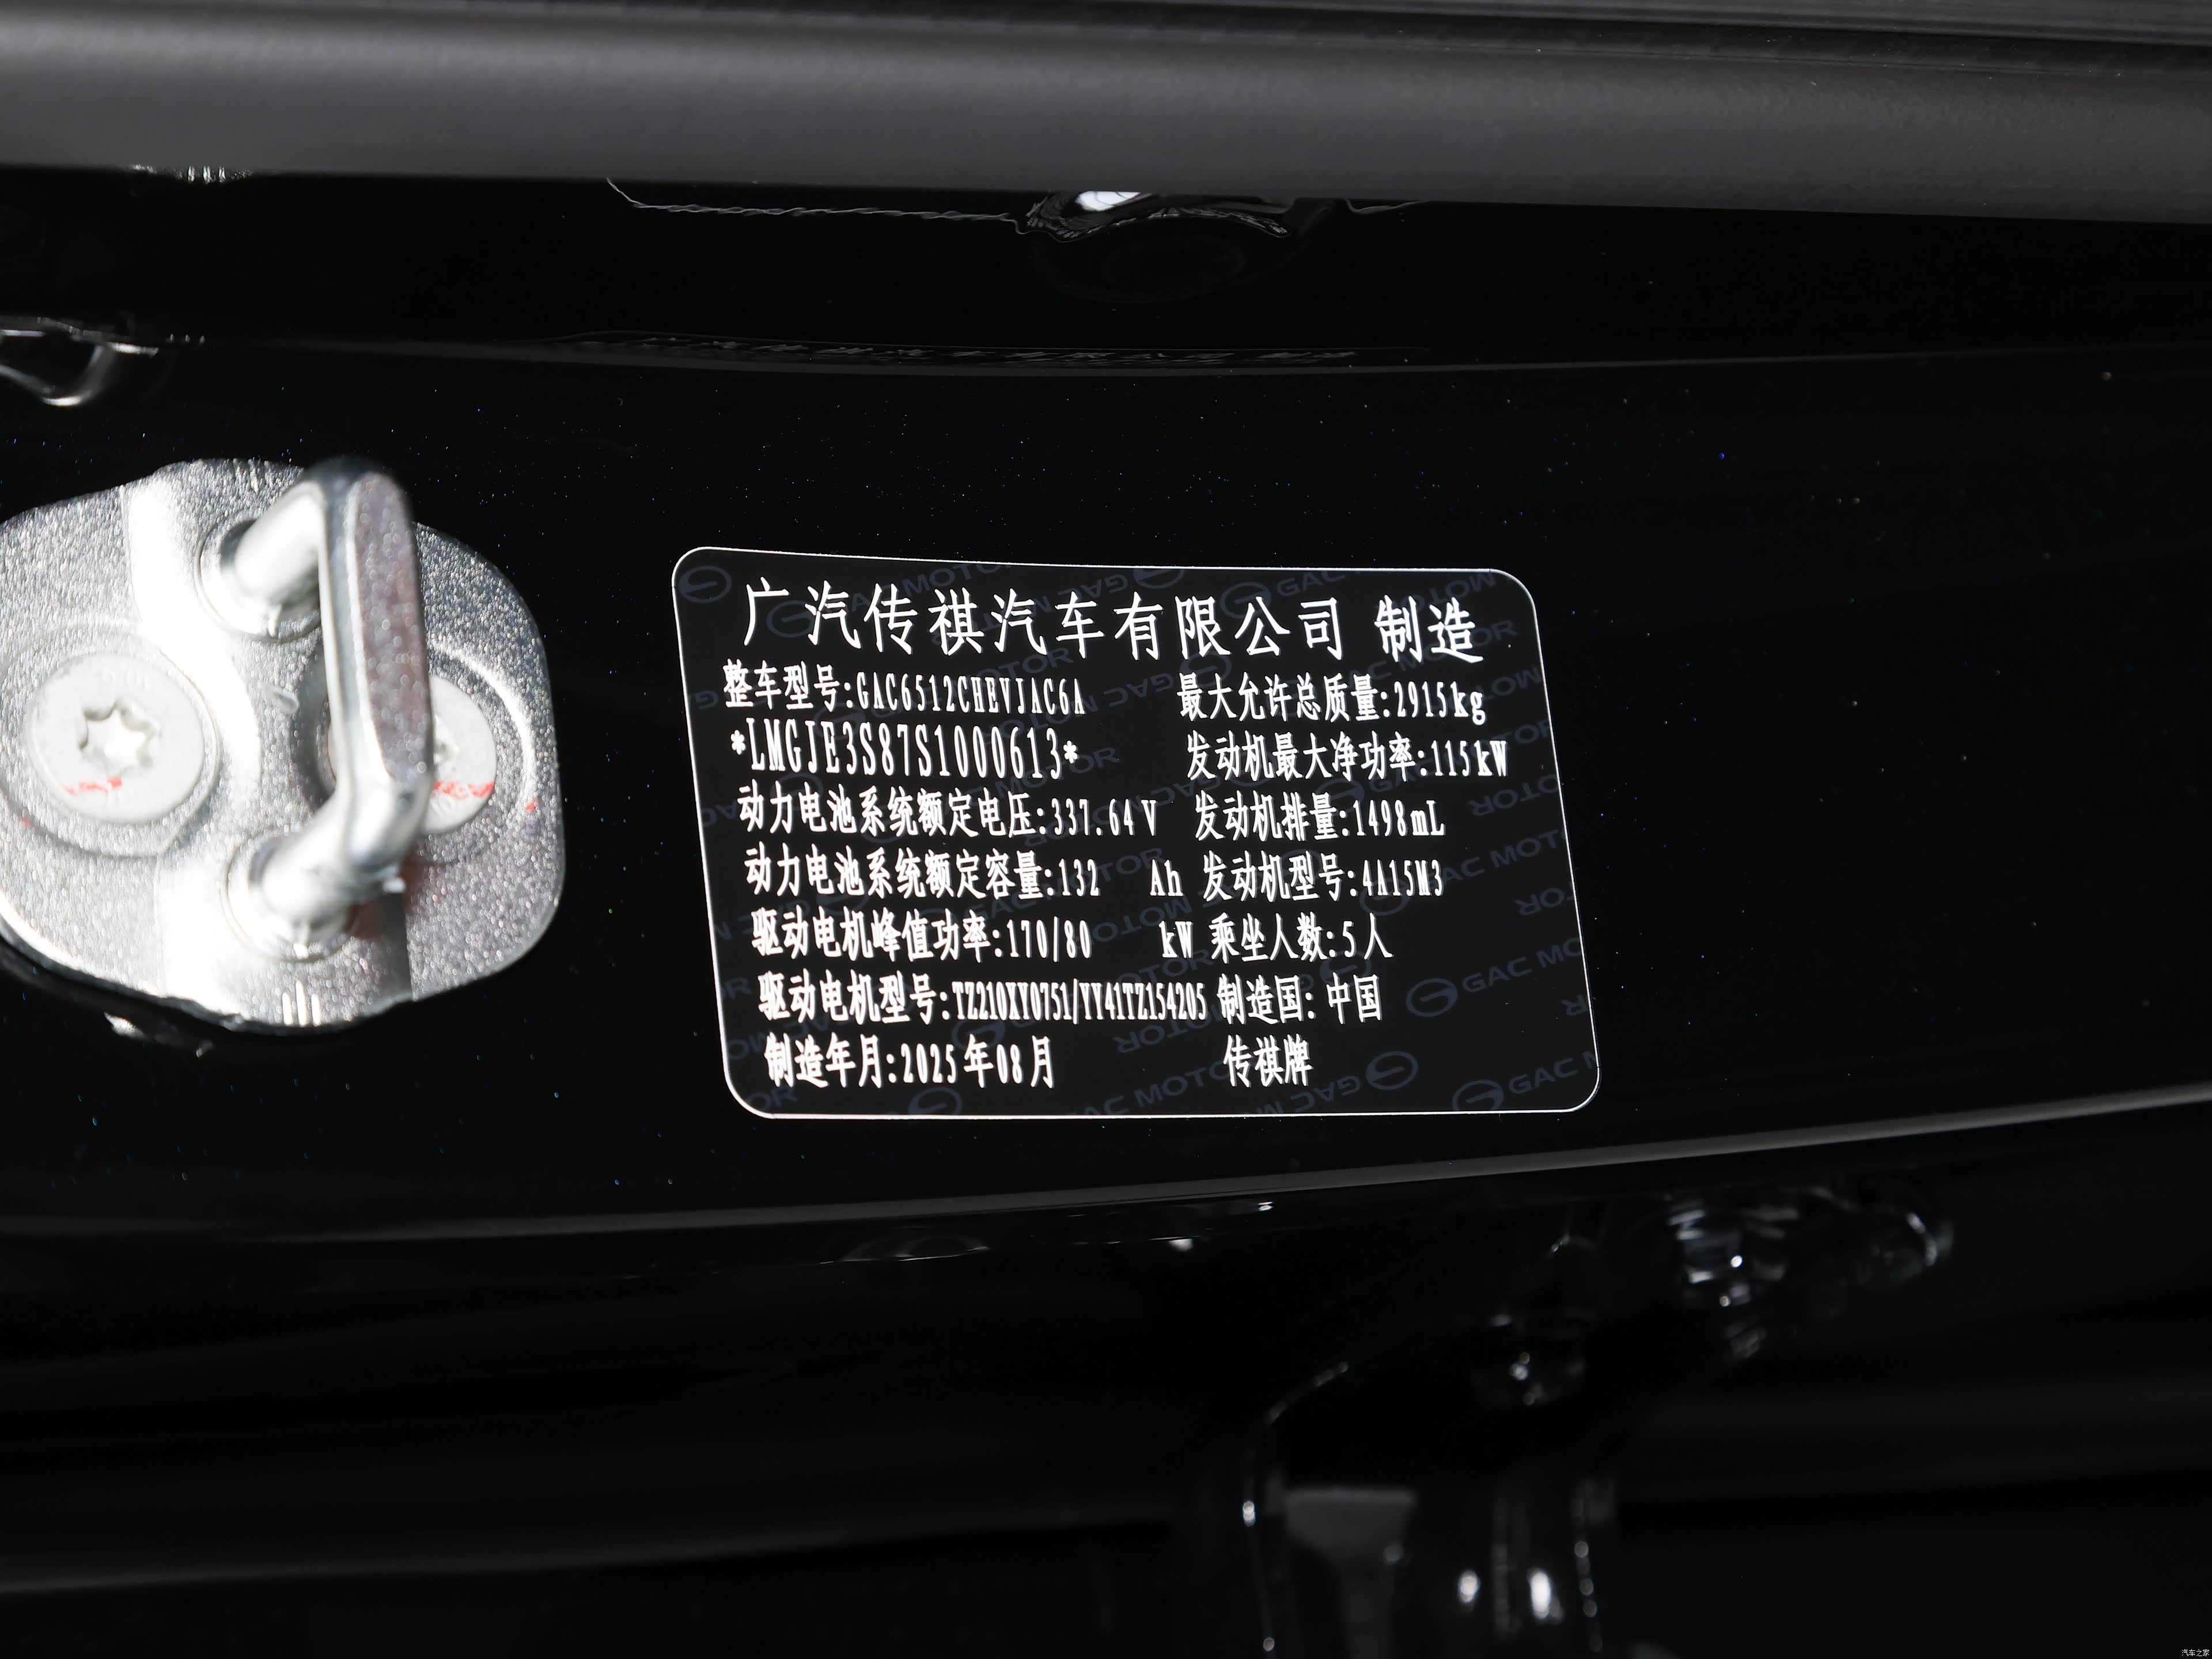 广汽传祺汽车有限公司 制造
整车型号:GAC6512CHEVJAC6A 最大允许总质量:2915kg
*LMGJE3S87S1000613* 发动机最大净功率:115kW
动力电池系统额定电压:337.64V 发动机排量:1498mL
动力电池系统额定容量:132 Ah 发动机型号:4A15M3
驱动电机峰值功率:170/80 kW 乘坐人数:5人
驱动电机型号:TZ210XY0751/YY41TZ154205 制造国:中国
制造年月:2025年08月 传祺牌
GAC MOTOR
汽车之家